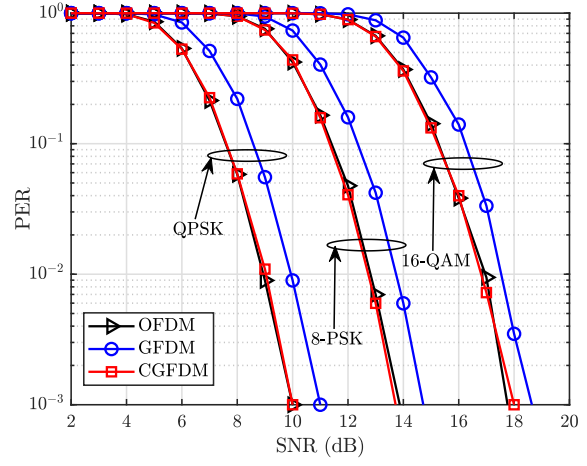 10^0
10^-1
10^-2
10^-3
PER
QPSK
8-PSK
16-QAM
OFDM
GFDM
CGFDM
2 4 6 8 10 12 14 16 18 20
SNR (dB)